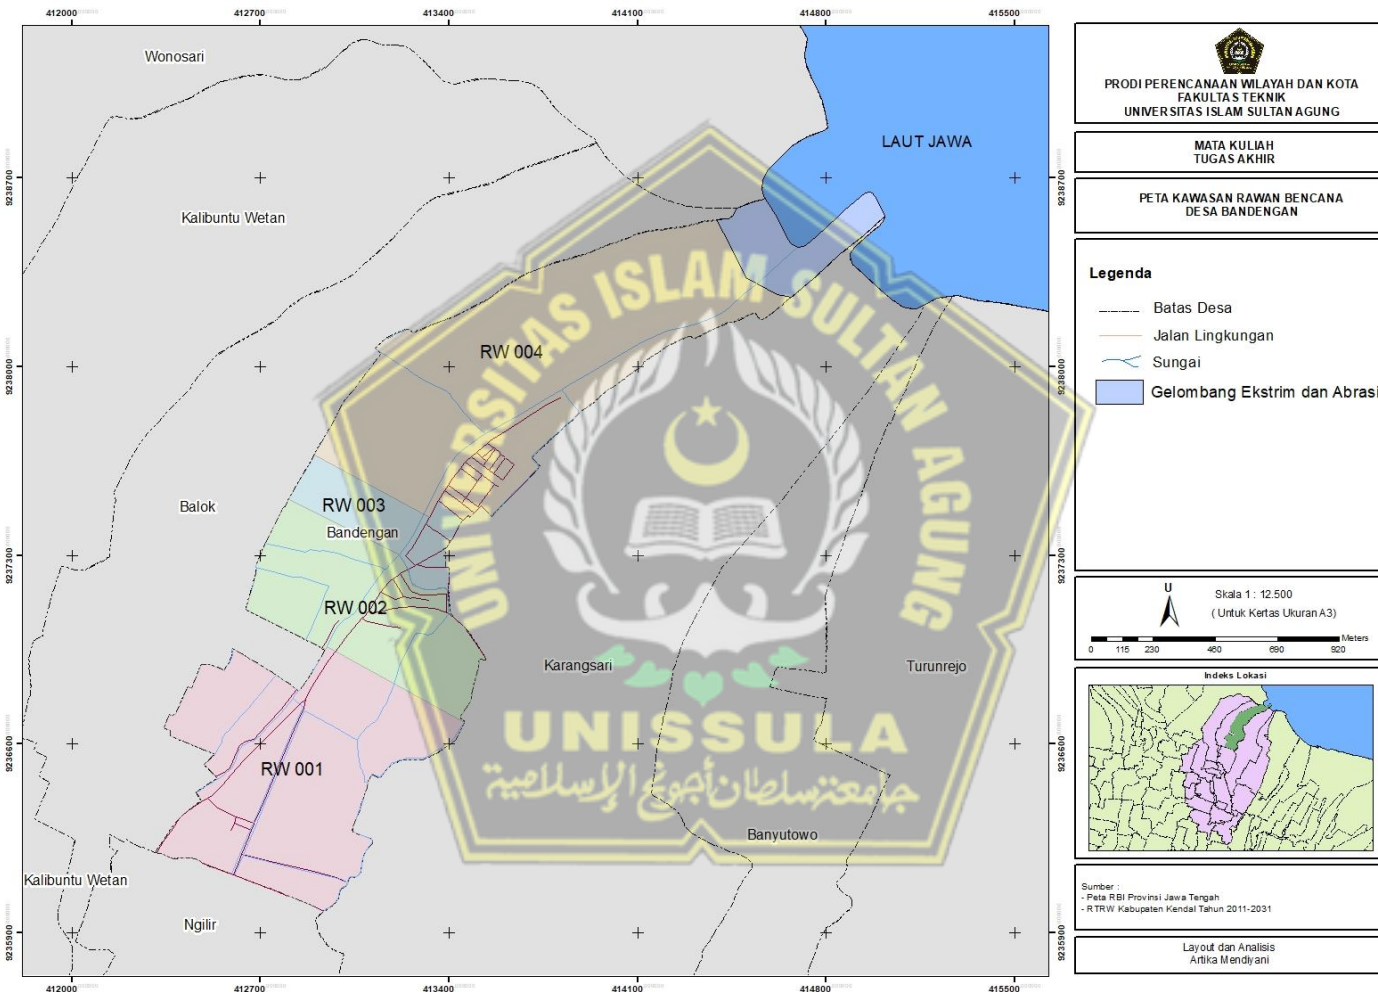 412000
412700
413400
414100
414800
415500
9238700
9238000
9237300
9236600
9235900
Wonosari
Kalibuntu Wetan
LAUT JAWA
RW 004
Balok
RW 003
Bandengan
RW 002
Karangsari
Turunrejo
RW 001
Banyutowo
Kalibuntu Wetan
Ngilir
UNIVERSITAS ISLAM SULTAN AGUNG
UNISSULA
جامعة سلطان أجونج الإسلامية
9238700
9238000
9237300
9236600
9235900
412000
412700
413400
414100
414800
415500
PRODI PERENCANAAN WILAYAH DAN KOTA
FAKULTAS TEKNIK
UNIVERSITAS ISLAM SULTAN AGUNG
MATA KULIAH
TUGAS AKHIR
PETA KAWASAN RAWAN BENCANA
DESA BANDENGAN
Legenda
Batas Desa
Jalan Lingkungan
Sungai
Gelombang Ekstrim dan Abrasi
U
Skala 1 : 12.500
( Untuk Kertas Ukuran A3)
0 115 230 460 690 920 Meters
Indeks Lokasi
Sumber :
- Peta RBI Provinsi Jawa Tengah
- RTRW Kabupaten Kendal Tahun 2011-2031
Layout dan Analisis
Artika Mendiyani